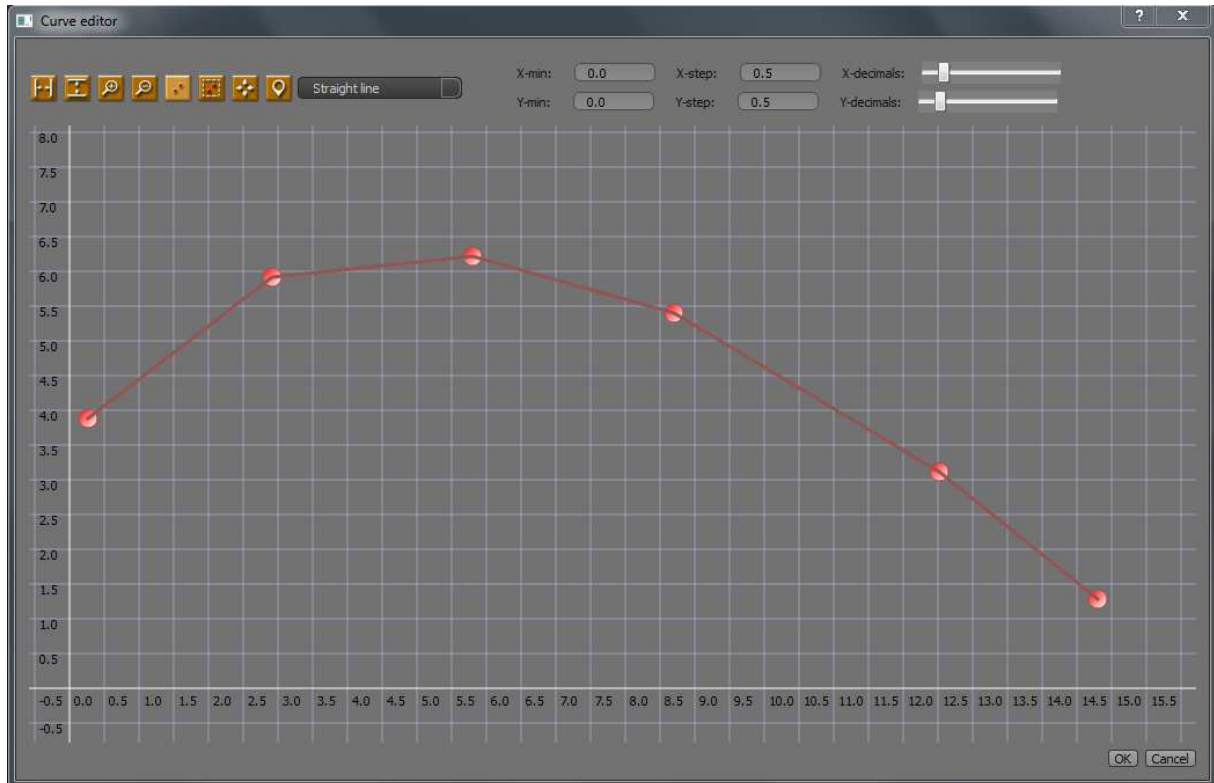 Curve editor
? x
Straight line
X-min: 0.0 X-step: 0.5 X-decimals:
Y-min: 0.0 Y-step: 0.5 Y-decimals:
8.0
7.5
7.0
6.5
6.0
5.5
5.0
4.5
4.0
3.5
3.0
2.5
2.0
1.5
1.0
0.5
-0.5 0.0 0.5 1.0 1.5 2.0 2.5 3.0 3.5 4.0 4.5 5.0 5.5 6.0 6.5 7.0 7.5 8.0 8.5 9.0 9.5 10.0 10.5 11.0 11.5 12.0 12.5 13.0 13.5 14.0 14.5 15.0 15.5
-0.5
OK Cancel